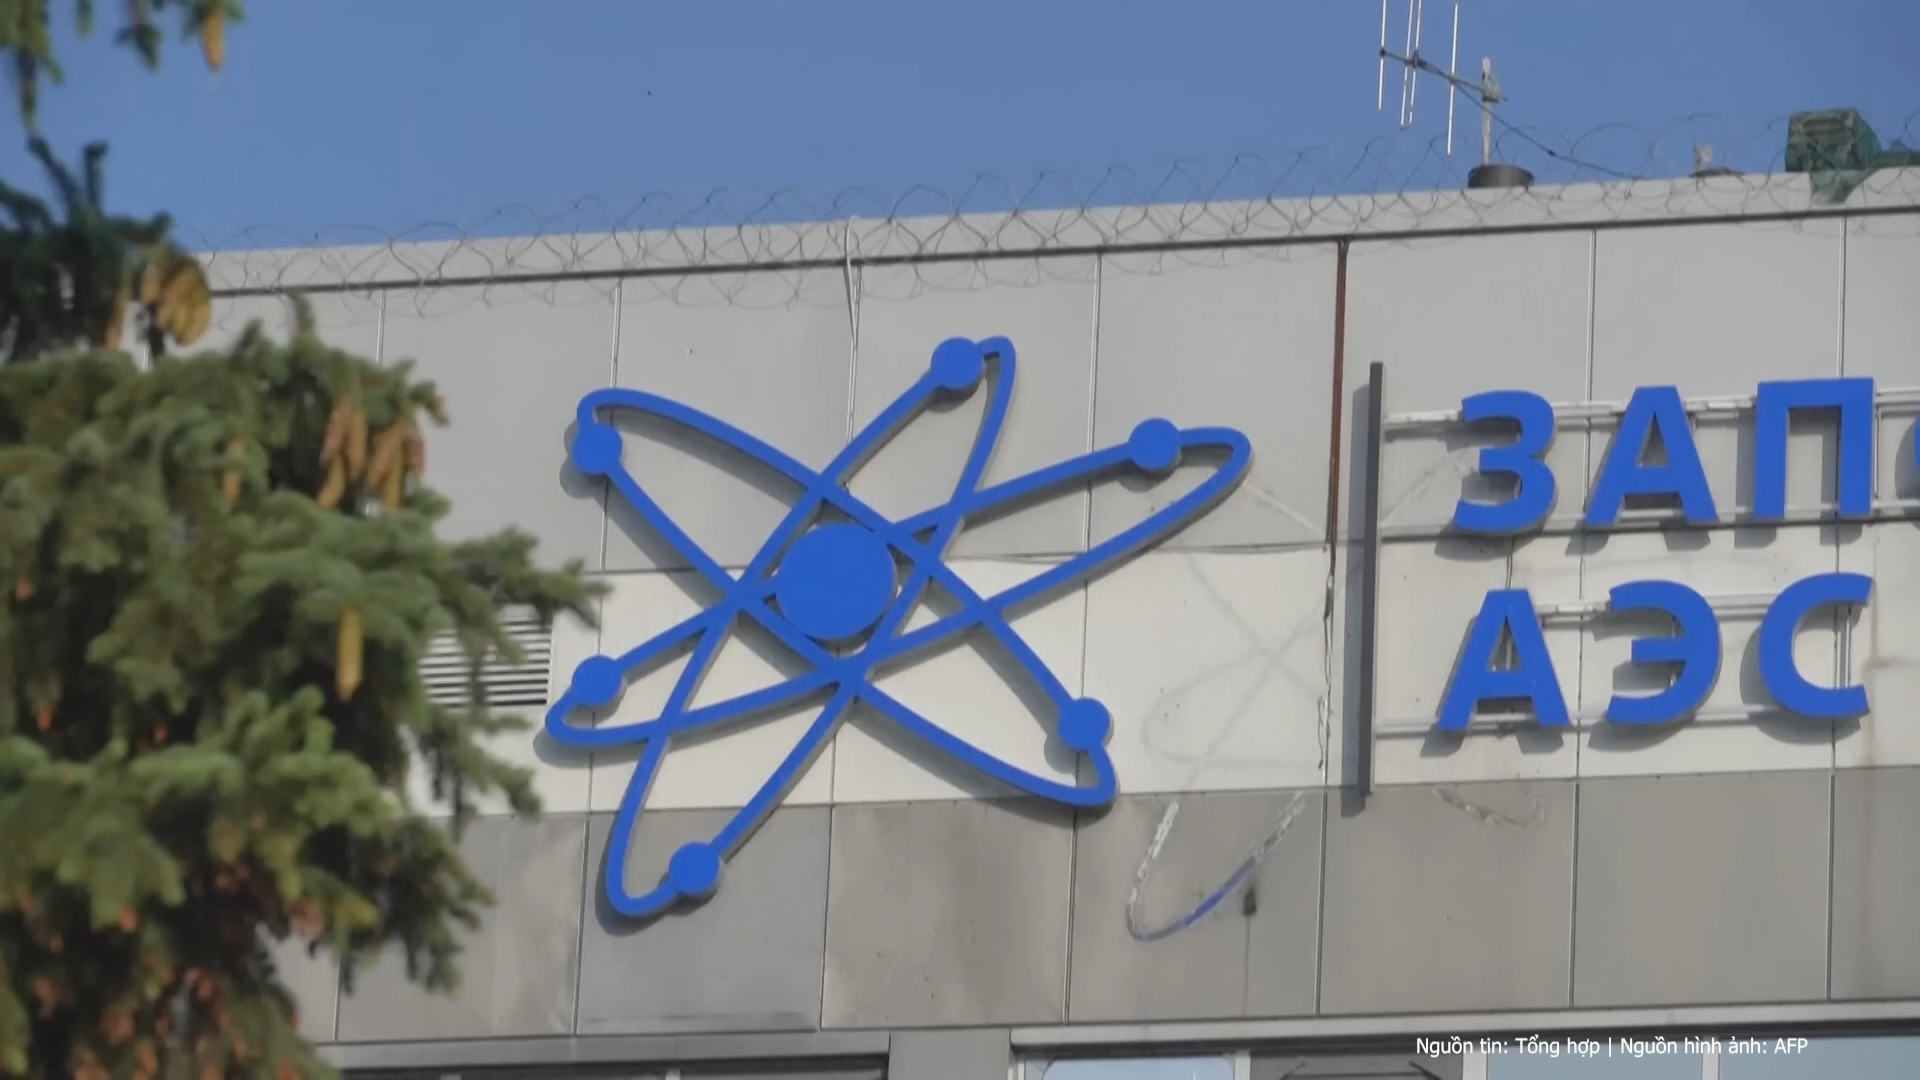 ЗАП
АЭС
Nguồn tin: Tổng hợp | Nguồn hình ảnh: AFP